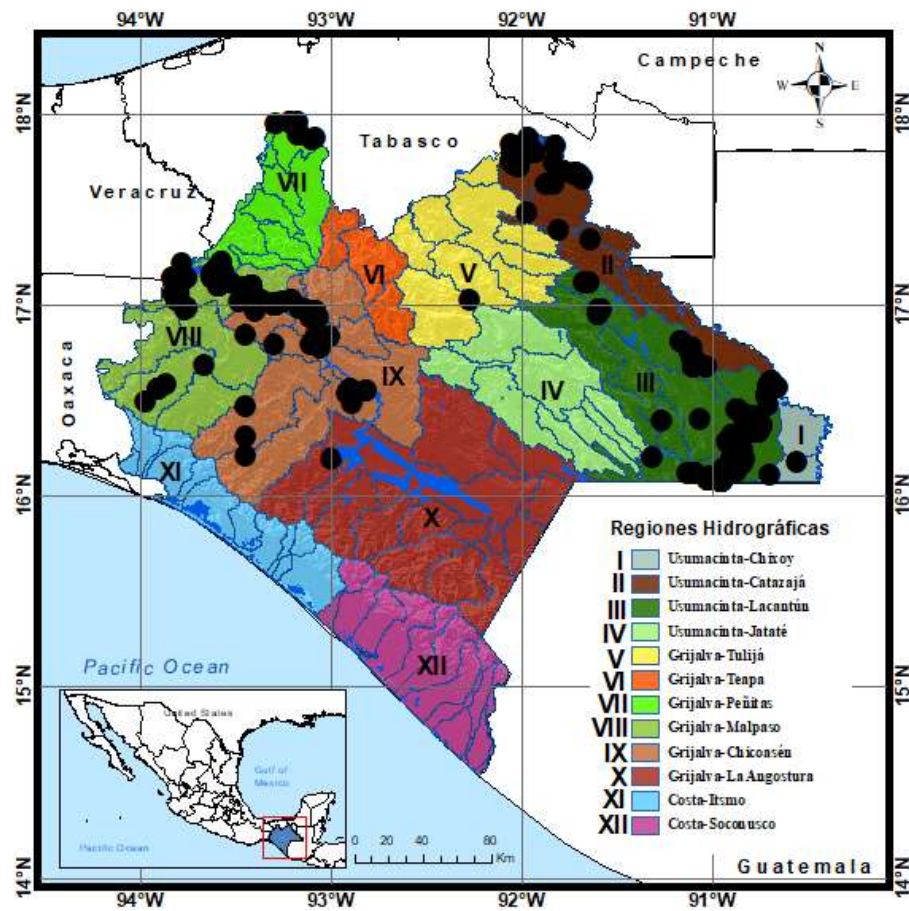 94°W 93°W 92°W 91°W
Campeche
N
W E
S
18°N 18°N
Tabasco
VII
Veracruz
II
VI
V
17°N 17°N
VIII
Oaxaca
IX
IV
III
I
XI
16°N 16°N
X
Regiones Hidrográficas
I Usumacinta-Chixoy
II Usumacinta-Catazajá
III Usumacinta-Lacantún
IV Usumacinta-Jataté
V Grijalva-Tulijá
VI Grijalva-Teapa
VII Grijalva-Peñitas
VIII Grijalva-Malpaso
IX Grijalva-Chicoasén
X Grijalva-La Angostura
XI Costa-Itsmo
XII Costa-Soconusco
XII
Pacific Ocean
15°N 15°N
United States
Gulf of
Mexico
Pacific Ocean
0 20 40 60 80
Km
Guatemala
14°N 14°N
94°W 93°W 92°W 91°W